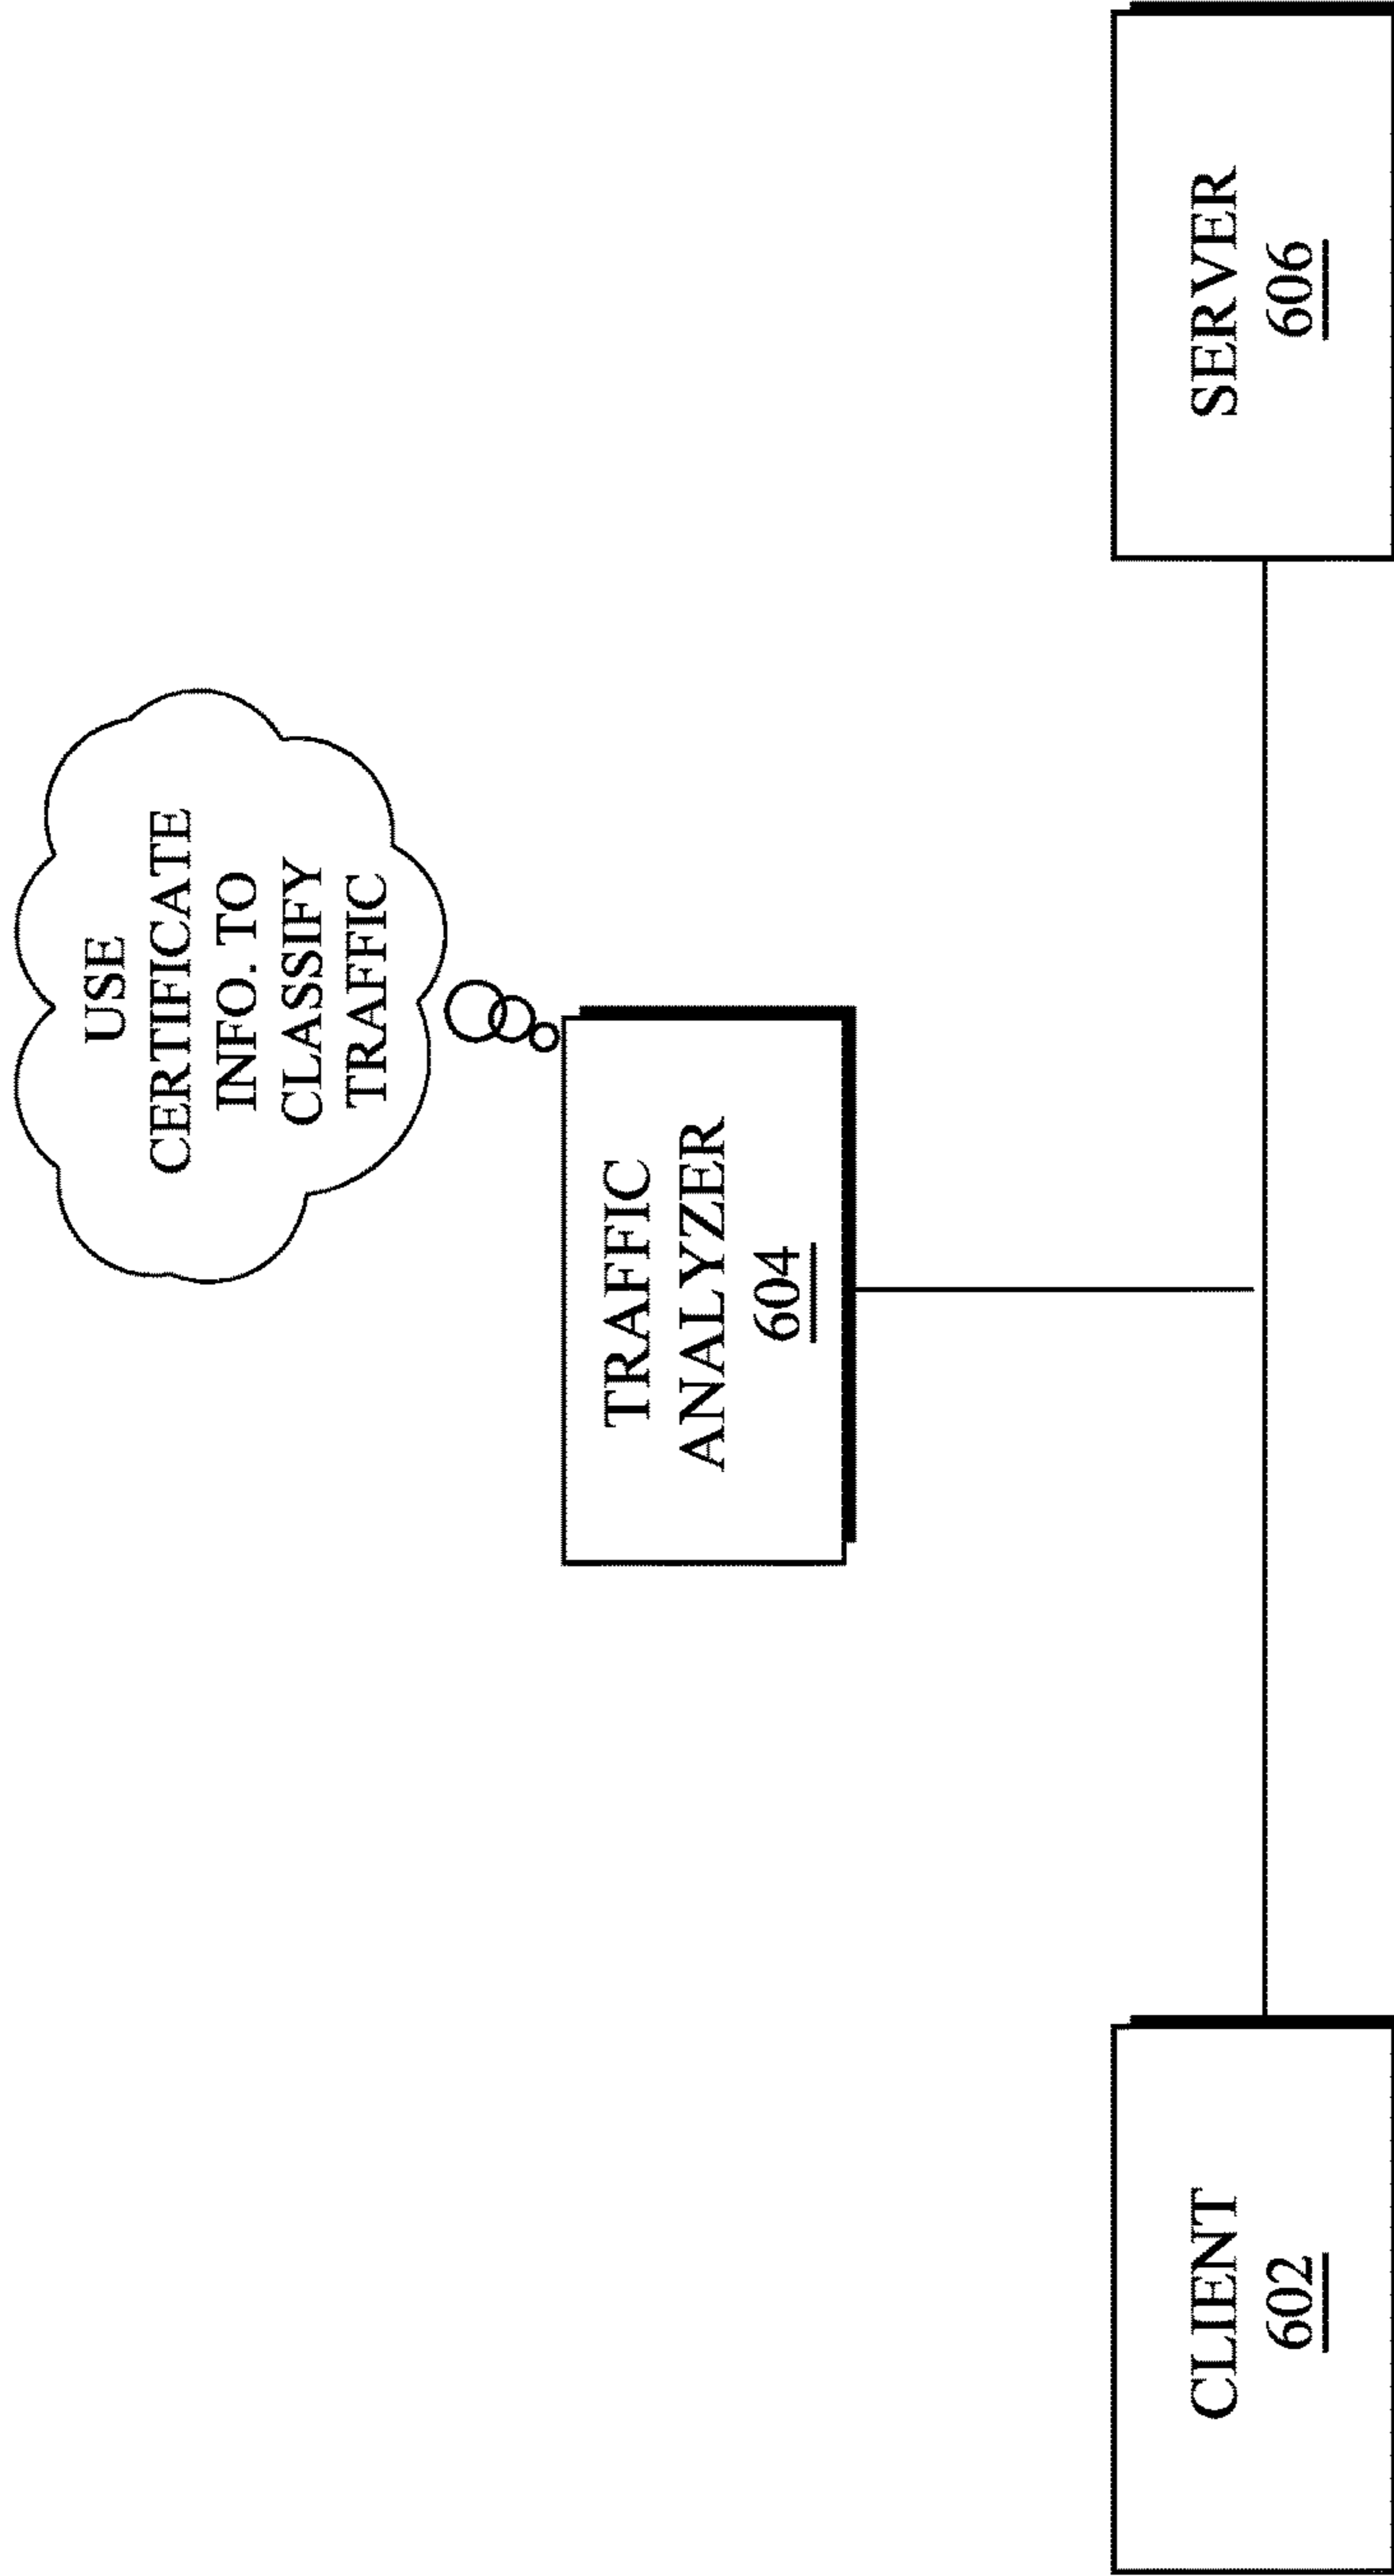 USE
CERTIFICATE
INFO. TO
CLASSIFY
TRAFFIC
TRAFFIC
ANALYZER
604
CLIENT
602
SERVER
606